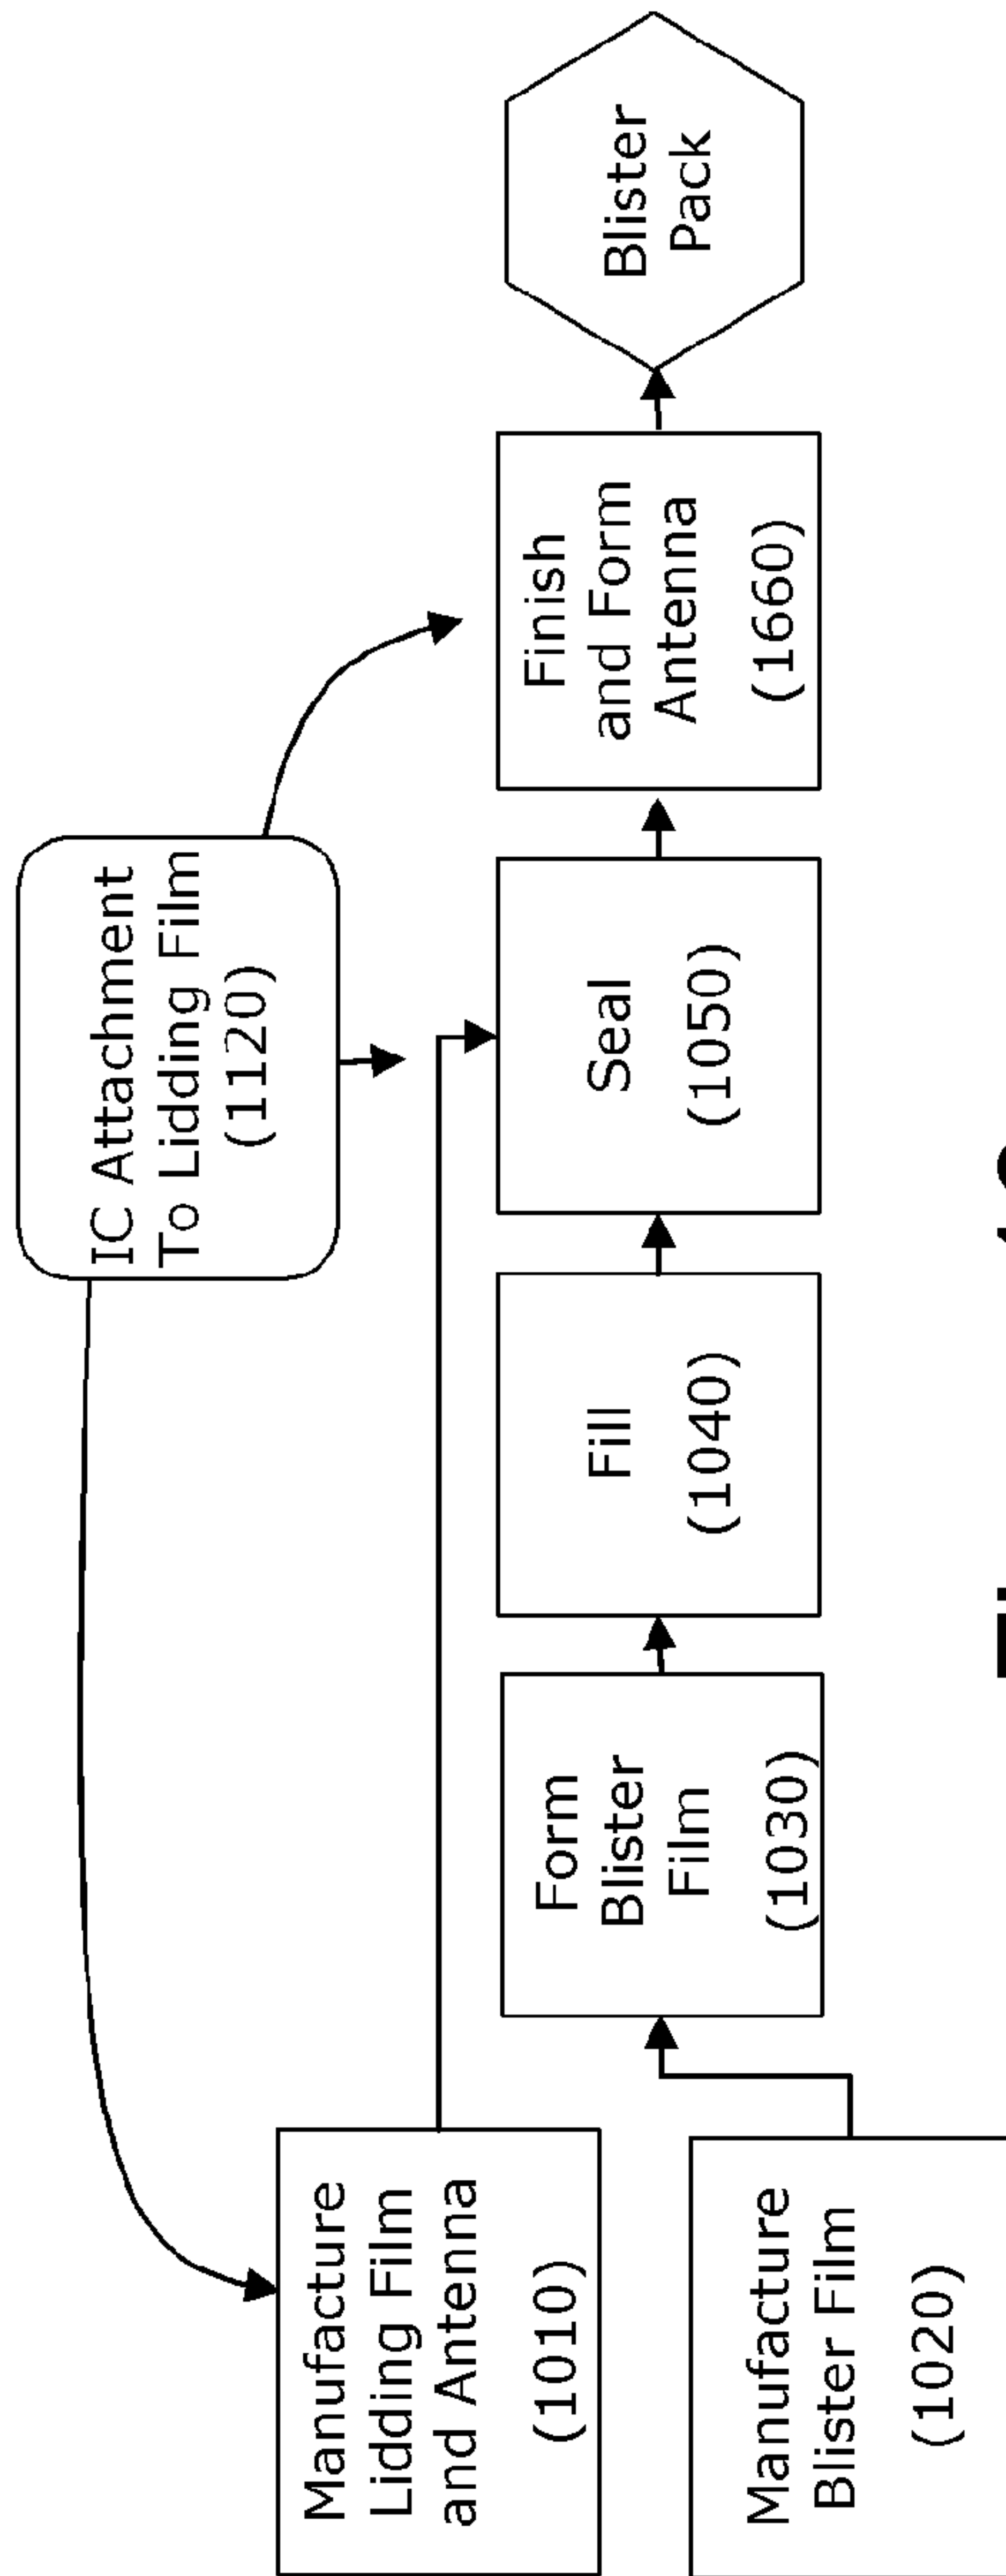 IC Attachment
To Lidding Film
(1120)
Manufacture
Lidding Film
and Antenna
(1010)
Manufacture
Blister Film
(1020)
Form
Blister
Film
(1030)
Fill
(1040)
Seal
(1050)
Finish
and Form
Antenna
(1660)
Blister
Pack